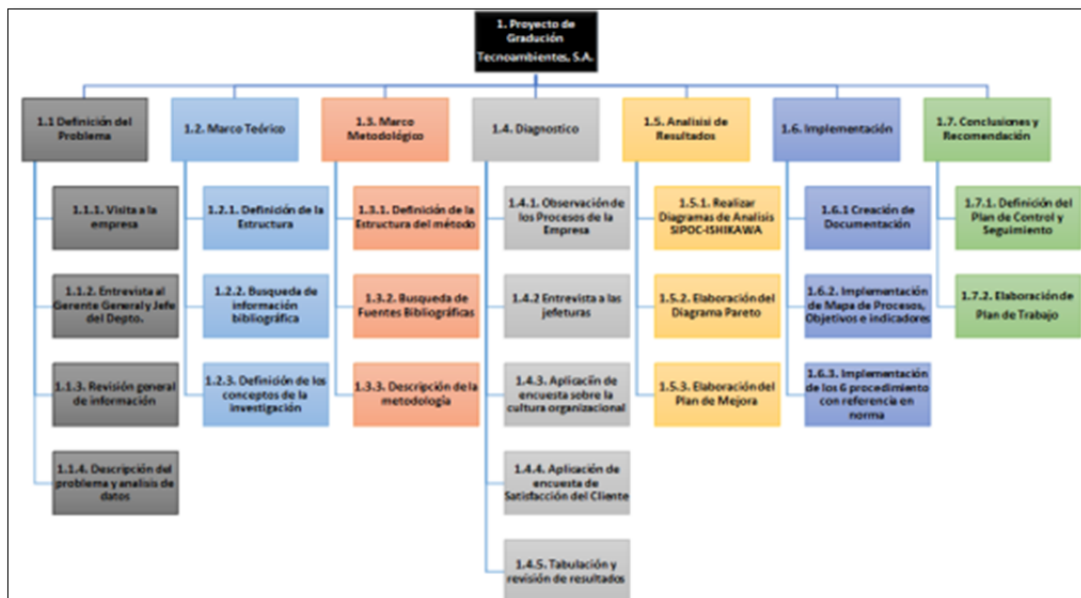 1. Proyecto de
Gradución
Tecnoambientes, S.A.
1.1 Definición del
Problema
1.2. Marco Teórico
1.3. Marco
Metodológico
1.4. Diagnostico
1.5. Analisisi de
Resultados
1.6. Implementación
1.7. Conclusiones y
Recomendación
1.1.1. Visita a la
empresa
1.1.2. Entrevista al
Gerente General y Jefe
del Depto.
1.1.3. Revisión general
de información
1.1.4. Descripción del
problema y analisis de
datos
1.2.1. Definición de la
Estructura
1.2.2. Busqueda de
información
bibliográfica
1.2.3. Definición de los
conceptos de la
investigación
1.3.1. Definición de la
Estructura del método
1.3.2. Busqueda de
Fuentes Bibliográficas
1.3.3. Descripción de la
metodología
1.4.1. Observación de
los Procesos de la
Empresa
1.4.2 Entrevista a las
jefeturas
1.4.3. Aplicación de
encuesta sobre la
cultura organizacional
1.4.4. Aplicación de
encuesta de
Satisfacción del Cliente
1.4.5. Tabulación y
revisión de resultados
1.5.1. Realizar
Diagramas de Analisis
SIPOC-ISHIKAWA
1.5.2. Elaboración del
Diagrama Pareto
1.5.3. Elaboración del
Plan de Mejora
1.6.1 Creación de
Documentación
1.6.2. Implementación
de Mapa de Procesos,
Objetivos e indicadores
1.6.3. Implementación
de los 6 procedimiento
con referencia en
norma
1.7.1. Definición del
Plan de Control y
Seguimiento
1.7.2. Elaboración de
Plan de Trabajo